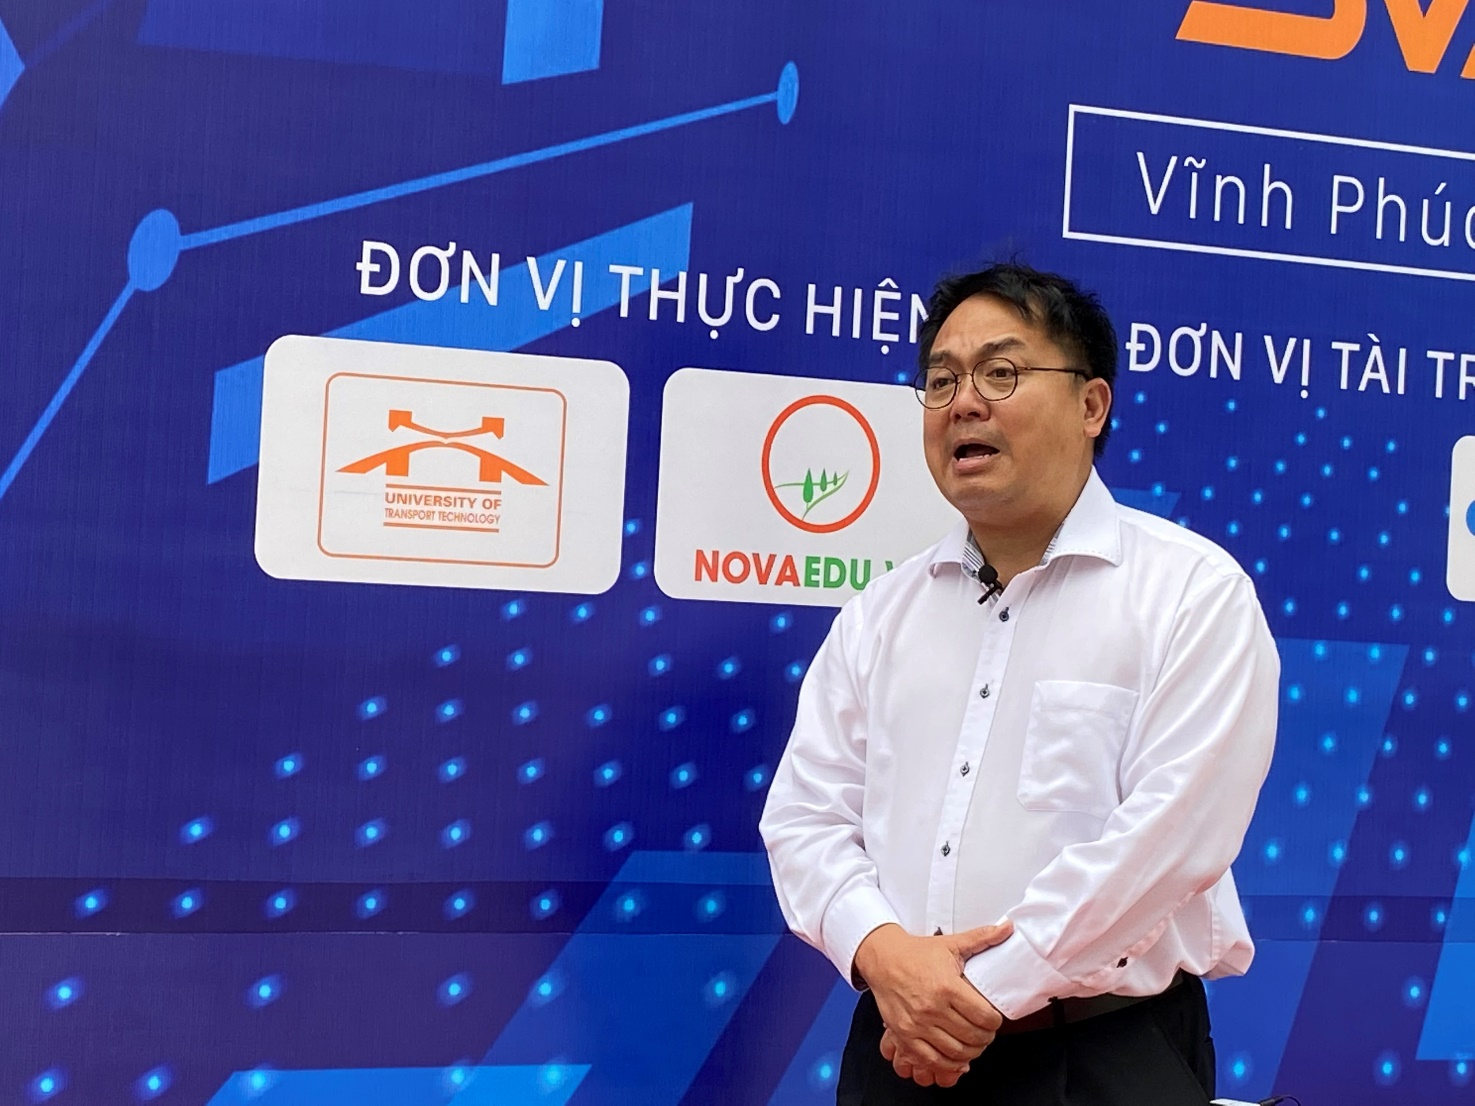 Vĩnh Phúc
ĐƠN VỊ THỰC HIỆN
ĐƠN VỊ TÀI TR
UNIVERSITY OF
TRANSPORT TECHNOLOGY
NOVAEDU